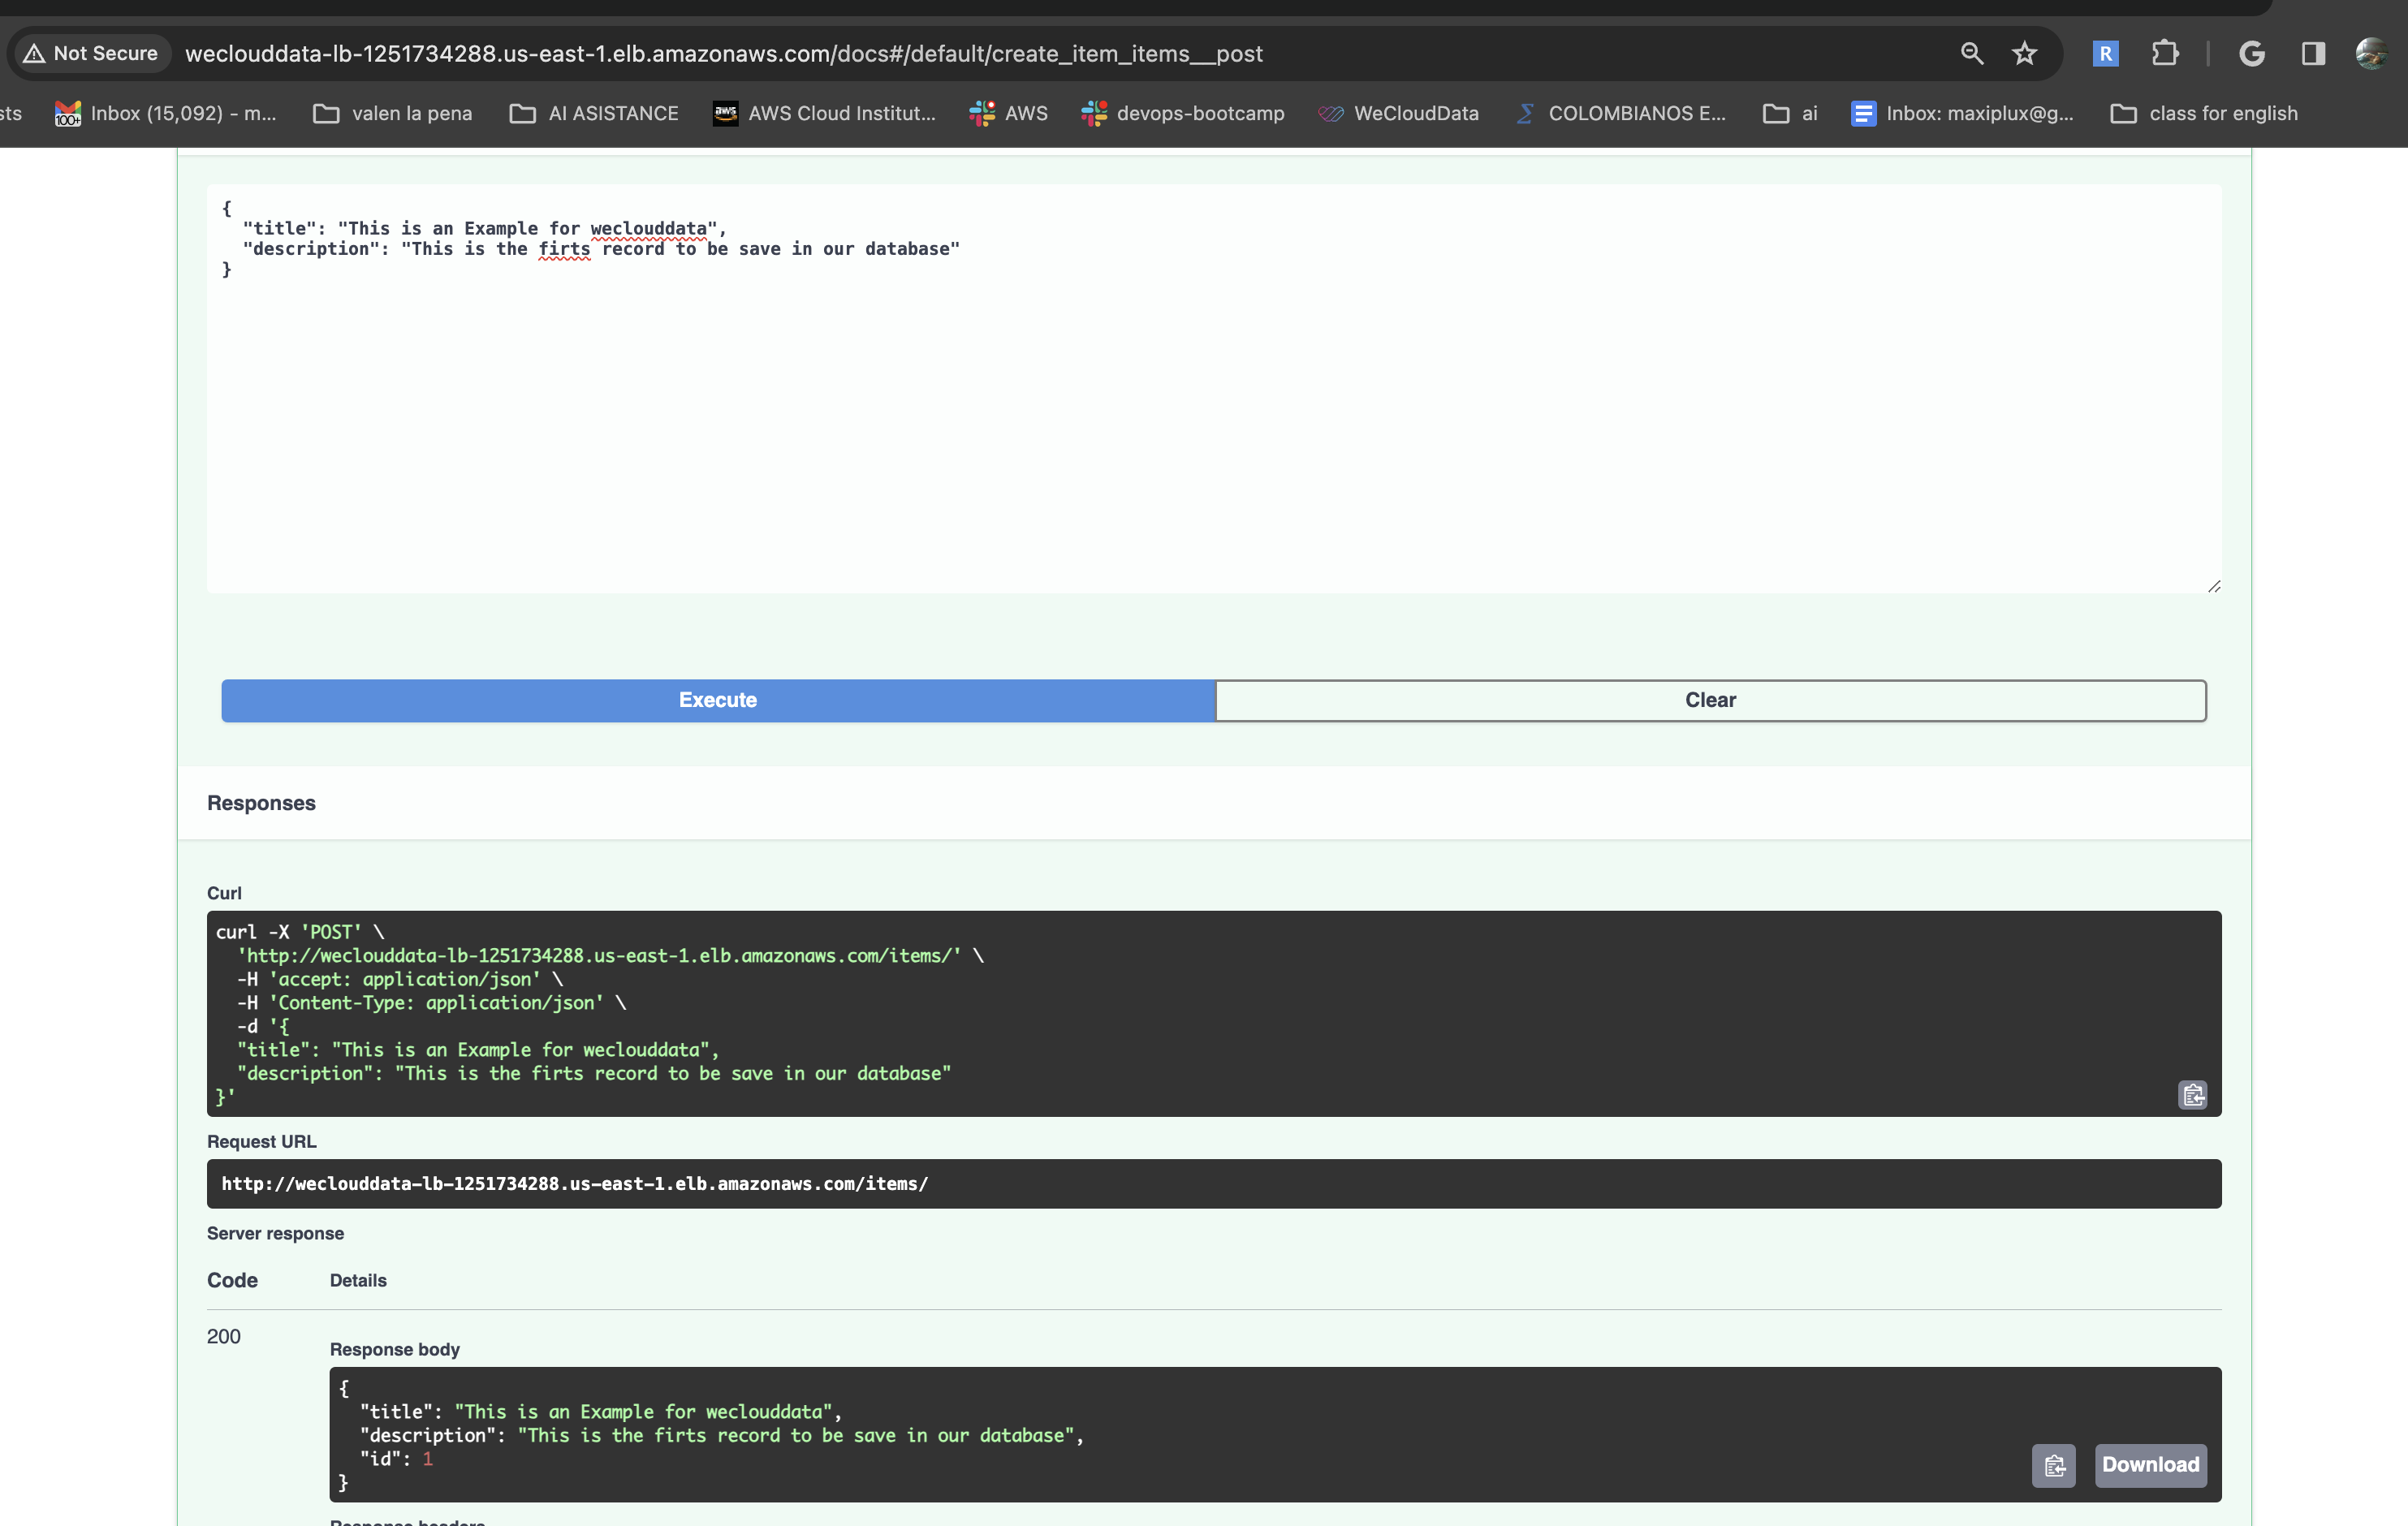 Not Secure weclouddata-lb-1251734288.us-east-1.elb.amazonaws.com/docs#/default/create_item_items__post
sts 100+ Inbox (15,092) - m... valen la pena AI ASISTANCE aws AWS Cloud Institut... AWS devops-bootcamp WeCloudData COLOMBIANOS E... ai Inbox: maxiplux@g... class for english
{
"title": "This is an Example for weclouddata",
"description": "This is the firts record to be save in our database"
}
Execute Clear
Responses
Curl
curl -X 'POST' \
'http://weclouddata-lb-1251734288.us-east-1.elb.amazonaws.com/items/' \
-H 'accept: application/json' \
-H 'Content-Type: application/json' \
-d '{
"title": "This is an Example for weclouddata",
"description": "This is the firts record to be save in our database"
}'
Request URL
http://weclouddata-lb-1251734288.us-east-1.elb.amazonaws.com/items/
Server response
Code Details
200
Response body
{
"title": "This is an Example for weclouddata",
"description": "This is the firts record to be save in our database",
"id": 1
}
Download
Response headers